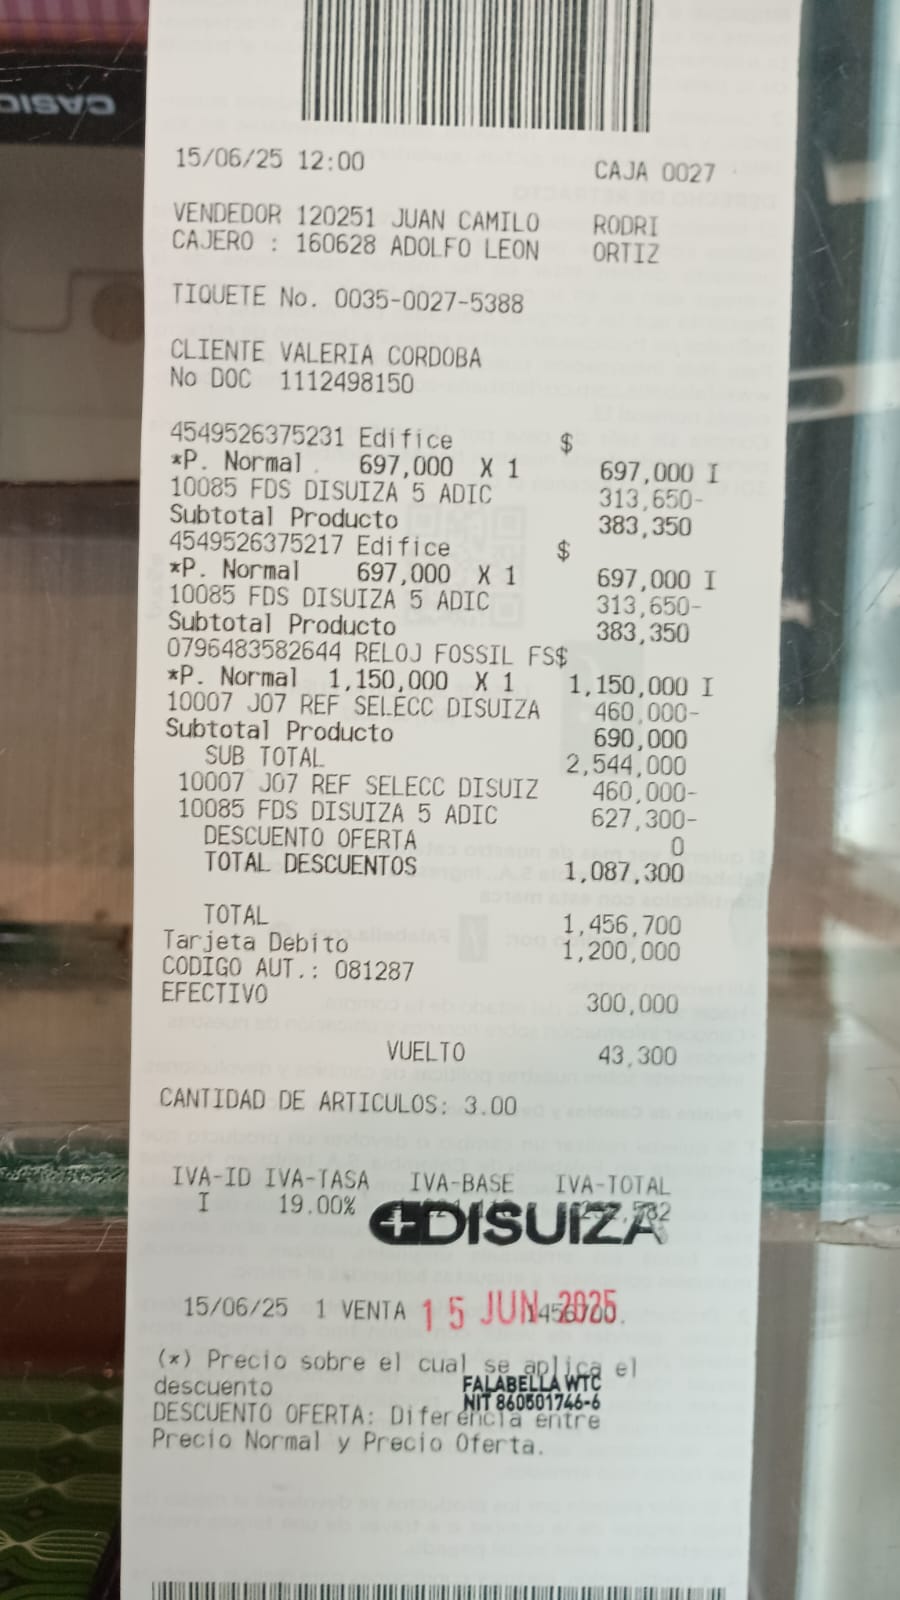 CASIO
15/06/25 12:00 CAJA 0027
VENDEDOR 120251 JUAN CAMILO RODRI
CAJERO : 160628 ADOLFO LEON ORTIZ
TIQUETE No. 0035-0027-5388
CLIENTE VALERIA CORDOBA
No DOC 1112498150
4549526375231 Edifice $
*P. Normal 697,000 X 1 697,000 I
10085 FDS DISUIZA 5 ADIC 313,650-
Subtotal Producto 383,350
4549526375217 Edifice $
*P. Normal 697,000 X 1 697,000 I
10085 FDS DISUIZA 5 ADIC 313,650-
Subtotal Producto 383,350
0796483582644 RELOJ FOSSIL FS$
*P. Normal 1,150,000 X 1 1,150,000 I
10007 J07 REF SELECC DISUIZA 460,000-
Subtotal Producto 690,000
SUB TOTAL 2,544,000
10007 J07 REF SELECC DISUIZ 460,000-
10085 FDS DISUIZA 5 ADIC 627,300-
DESCUENTO OFERTA 0
TOTAL DESCUENTOS 1,087,300
TOTAL 1,456,700
Tarjeta Debito 1,200,000
CODIGO AUT.: 081287
EFECTIVO 300,000
VUELTO 43,300
CANTIDAD DE ARTICULOS: 3.00
IVA-ID IVA-TASA IVA-BASE IVA-TOTAL
I 19.00%
DISUIZA
15/06/25 1 VENTA 1456700.
15 JUN 2025
(*) Precio sobre el cual se aplica el
descuento
FALABELLA WTC
NIT 860501746-6
DESCUENTO OFERTA: Diferencia entre
Precio Normal y Precio Oferta.